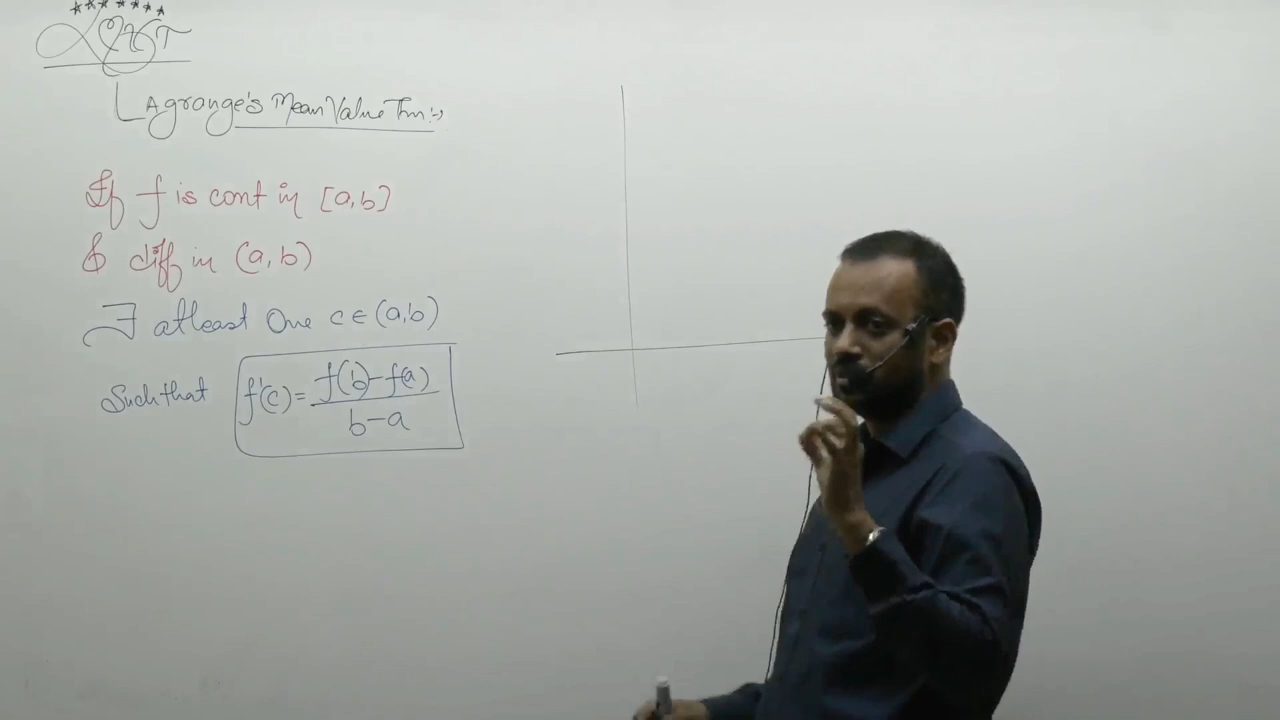 LMVT
Lagrange's Mean Value Thm:-
If f is cont in [a,b]
& diff in (a,b)
∃ atleast One c ∈ (a,b)
Such that f'(c) = f(b)-f(a) / b-a